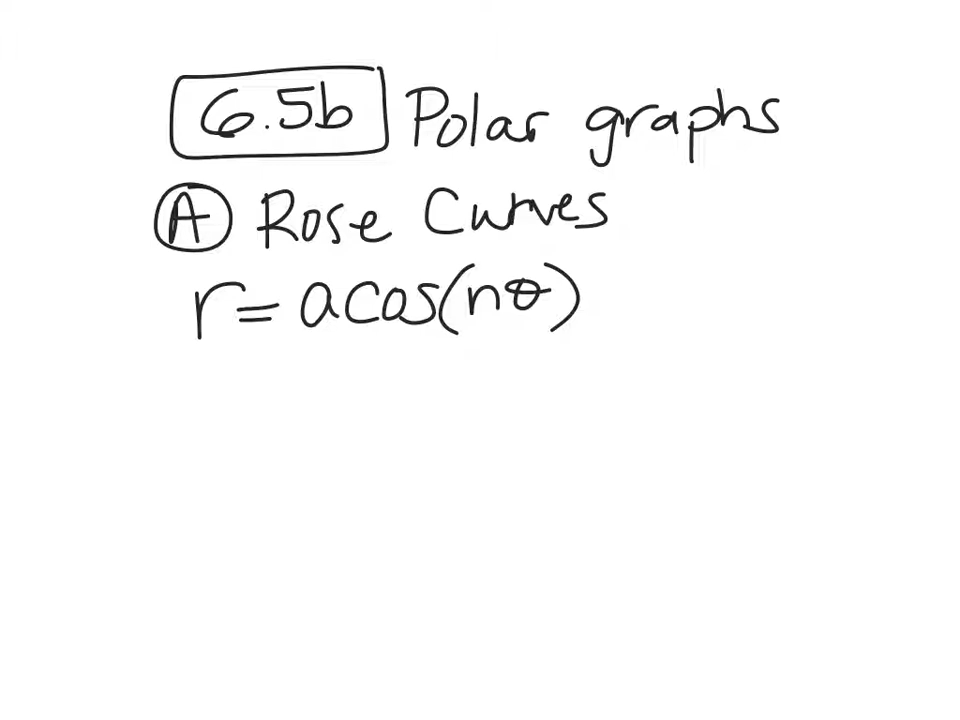 6.5b Polar graphs
A Rose Curves
r = acos(nθ)